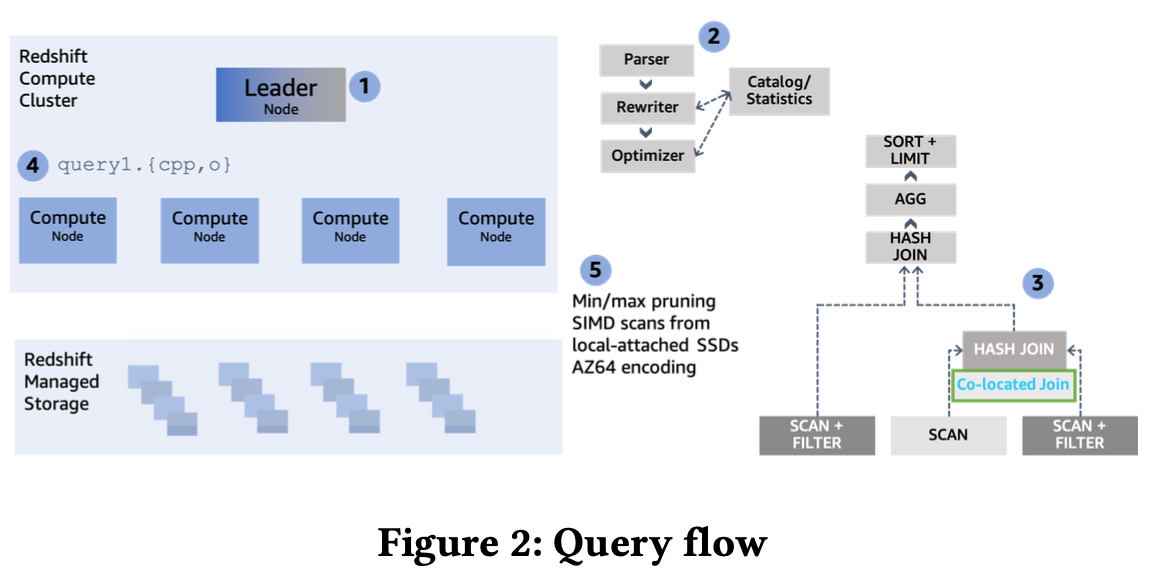 Redshift
Compute
Cluster
Leader
Node
1
4
query1.{cpp,o}
Compute
Node
Compute
Node
Compute
Node
Compute
Node
Redshift
Managed
Storage
2
Parser
Rewriter
Optimizer
Catalog/
Statistics
5
Min/max pruning
SIMD scans from
local-attached SSDs
AZ64 encoding
SORT +
LIMIT
AGG
HASH
JOIN
3
HASH JOIN
Co-located Join
SCAN +
FILTER
SCAN
SCAN +
FILTER
Figure 2: Query flow